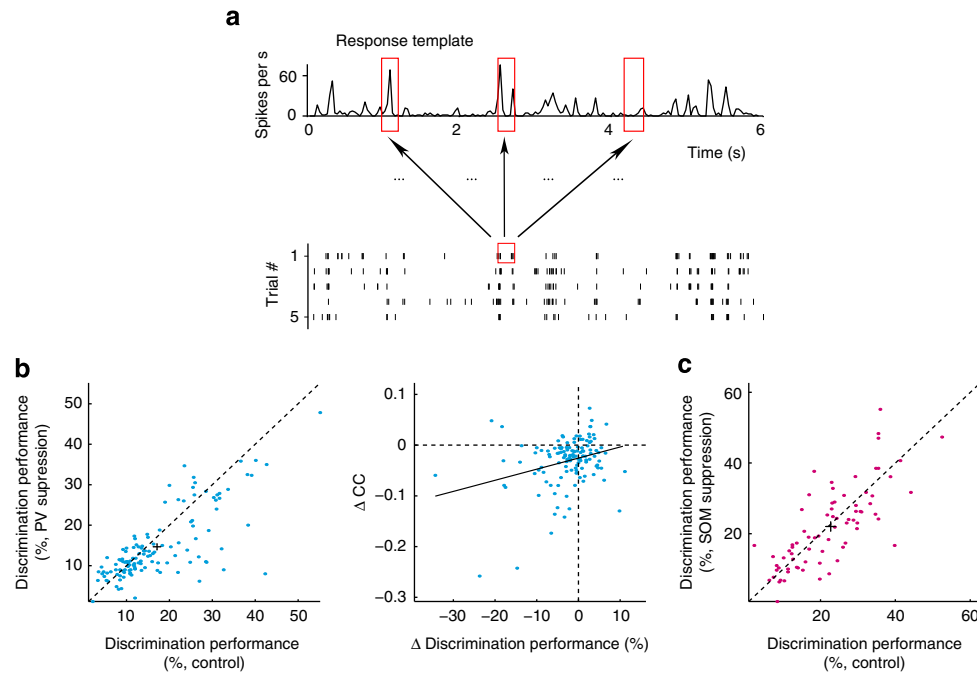 a
Response template
Spikes per s
60
0
0
2
4
6
Time (s)
...
...
...
...
Trial #
1
5
b
Discrimination performance
(%, PV supression)
50
40
30
20
10
10
20
30
40
50
Discrimination performance
(%, control)
Δ CC
0.1
0
−0.1
−0.2
−0.3
−30
−20
−10
0
10
Δ Discrimination performance (%)
c
Discrimination performance
(%, SOM suppression)
60
40
20
20
40
60
Discrimination performance
(%, control)